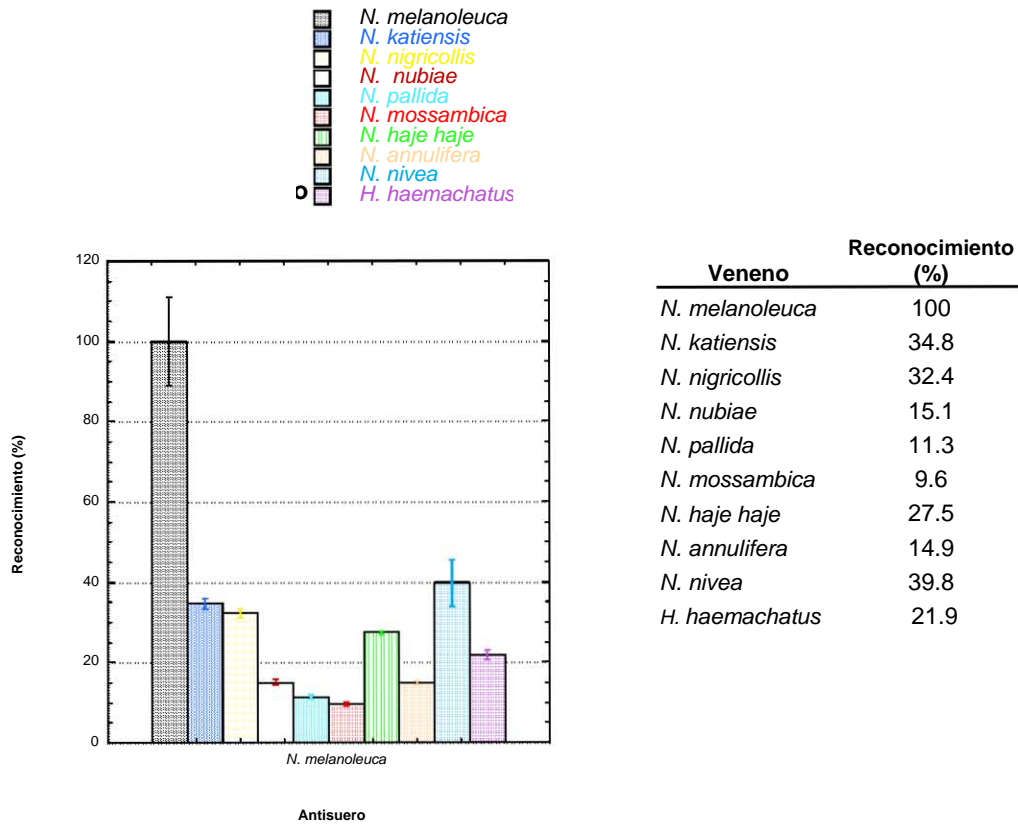 N. melanoleuca
N. katiensis
N. nigricollis
N. nubiae
N. pallida
N. mossambica
N. haje haje
N. annulifera
N. nivea
o H. haemachatus
120
100
80
60
40
20
0
Reconocimiento (%)
N. melanoleuca
Antisuero
Veneno Reconocimiento (%)
N. melanoleuca 100
N. katiensis 34.8
N. nigricollis 32.4
N. nubiae 15.1
N. pallida 11.3
N. mossambica 9.6
N. haje haje 27.5
N. annulifera 14.9
N. nivea 39.8
H. haemachatus 21.9